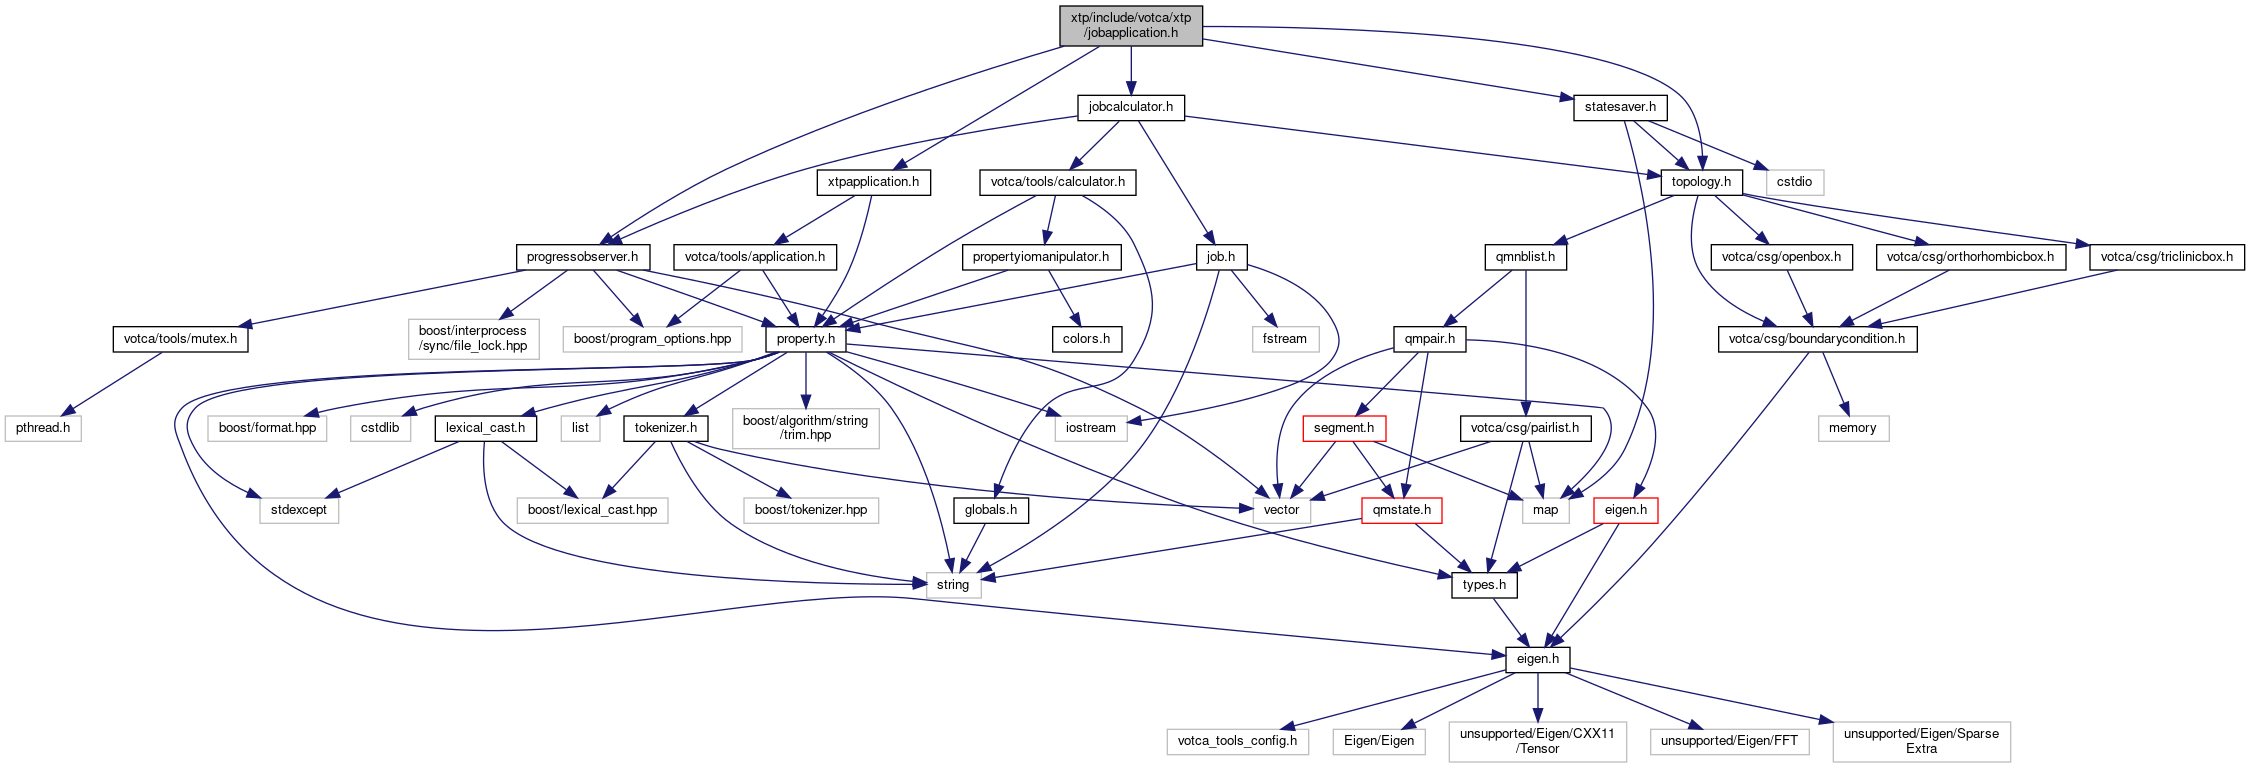 xtp/include/votca/xtp
/jobapplication.h
jobcalculator.h
statesaver.h
xtpapplication.h
votca/tools/calculator.h
topology.h
cstdio
progressobserver.h
votca/tools/application.h
propertyiomanipulator.h
job.h
qmnblist.h
votca/csg/openbox.h
votca/csg/orthorhombicbox.h
votca/csg/triclinicbox.h
votca/tools/mutex.h
boost/interprocess
/sync/file_lock.hpp
boost/program_options.hpp
property.h
colors.h
fstream
qmpair.h
votca/csg/boundarycondition.h
pthread.h
boost/format.hpp
cstdlib
lexical_cast.h
list
tokenizer.h
boost/algorithm/string
/trim.hpp
iostream
segment.h
votca/csg/pairlist.h
memory
stdexcept
boost/lexical_cast.hpp
boost/tokenizer.hpp
globals.h
vector
qmstate.h
map
eigen.h
string
types.h
eigen.h
votca_tools_config.h
Eigen/Eigen
unsupported/Eigen/CXX11
/Tensor
unsupported/Eigen/FFT
unsupported/Eigen/Sparse
Extra